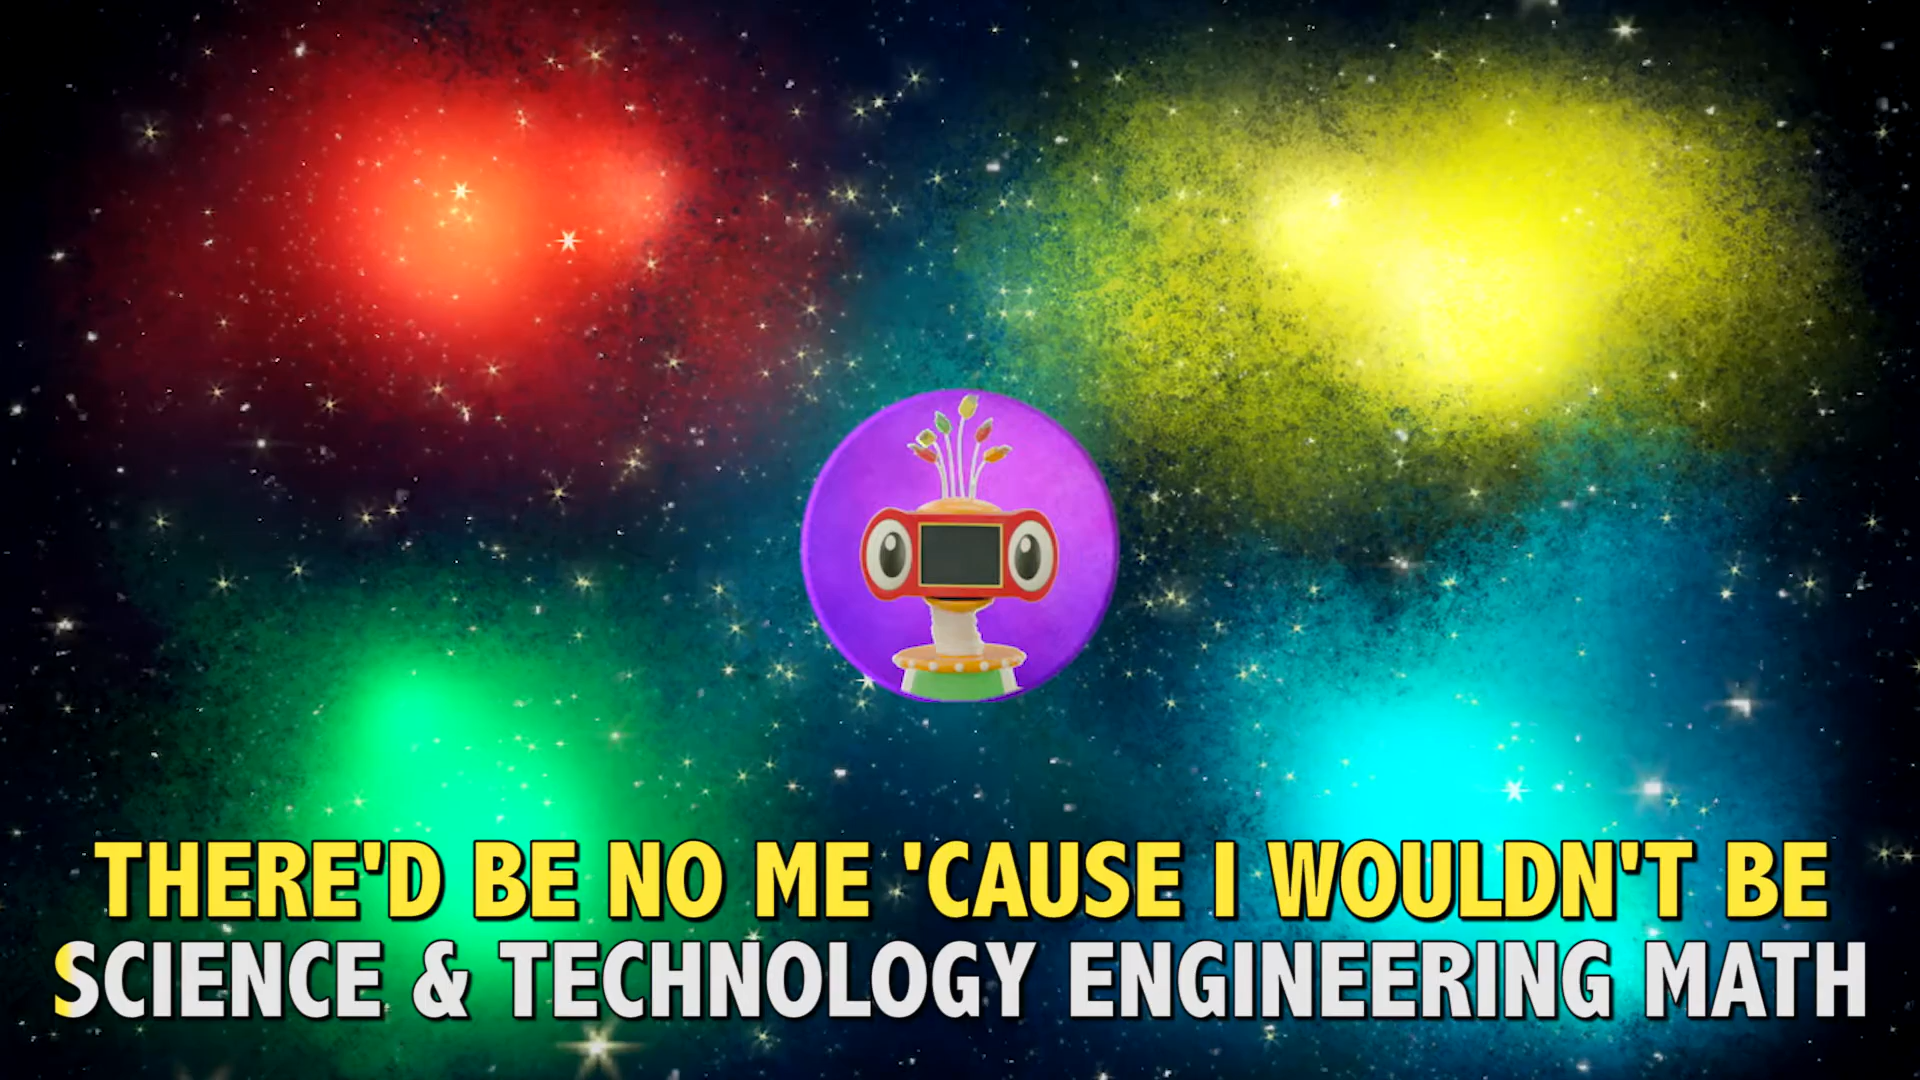 THERE'D BE NO ME 'CAUSE I WOULDN'T BE
SCIENCE & TECHNOLOGY ENGINEERING MATH